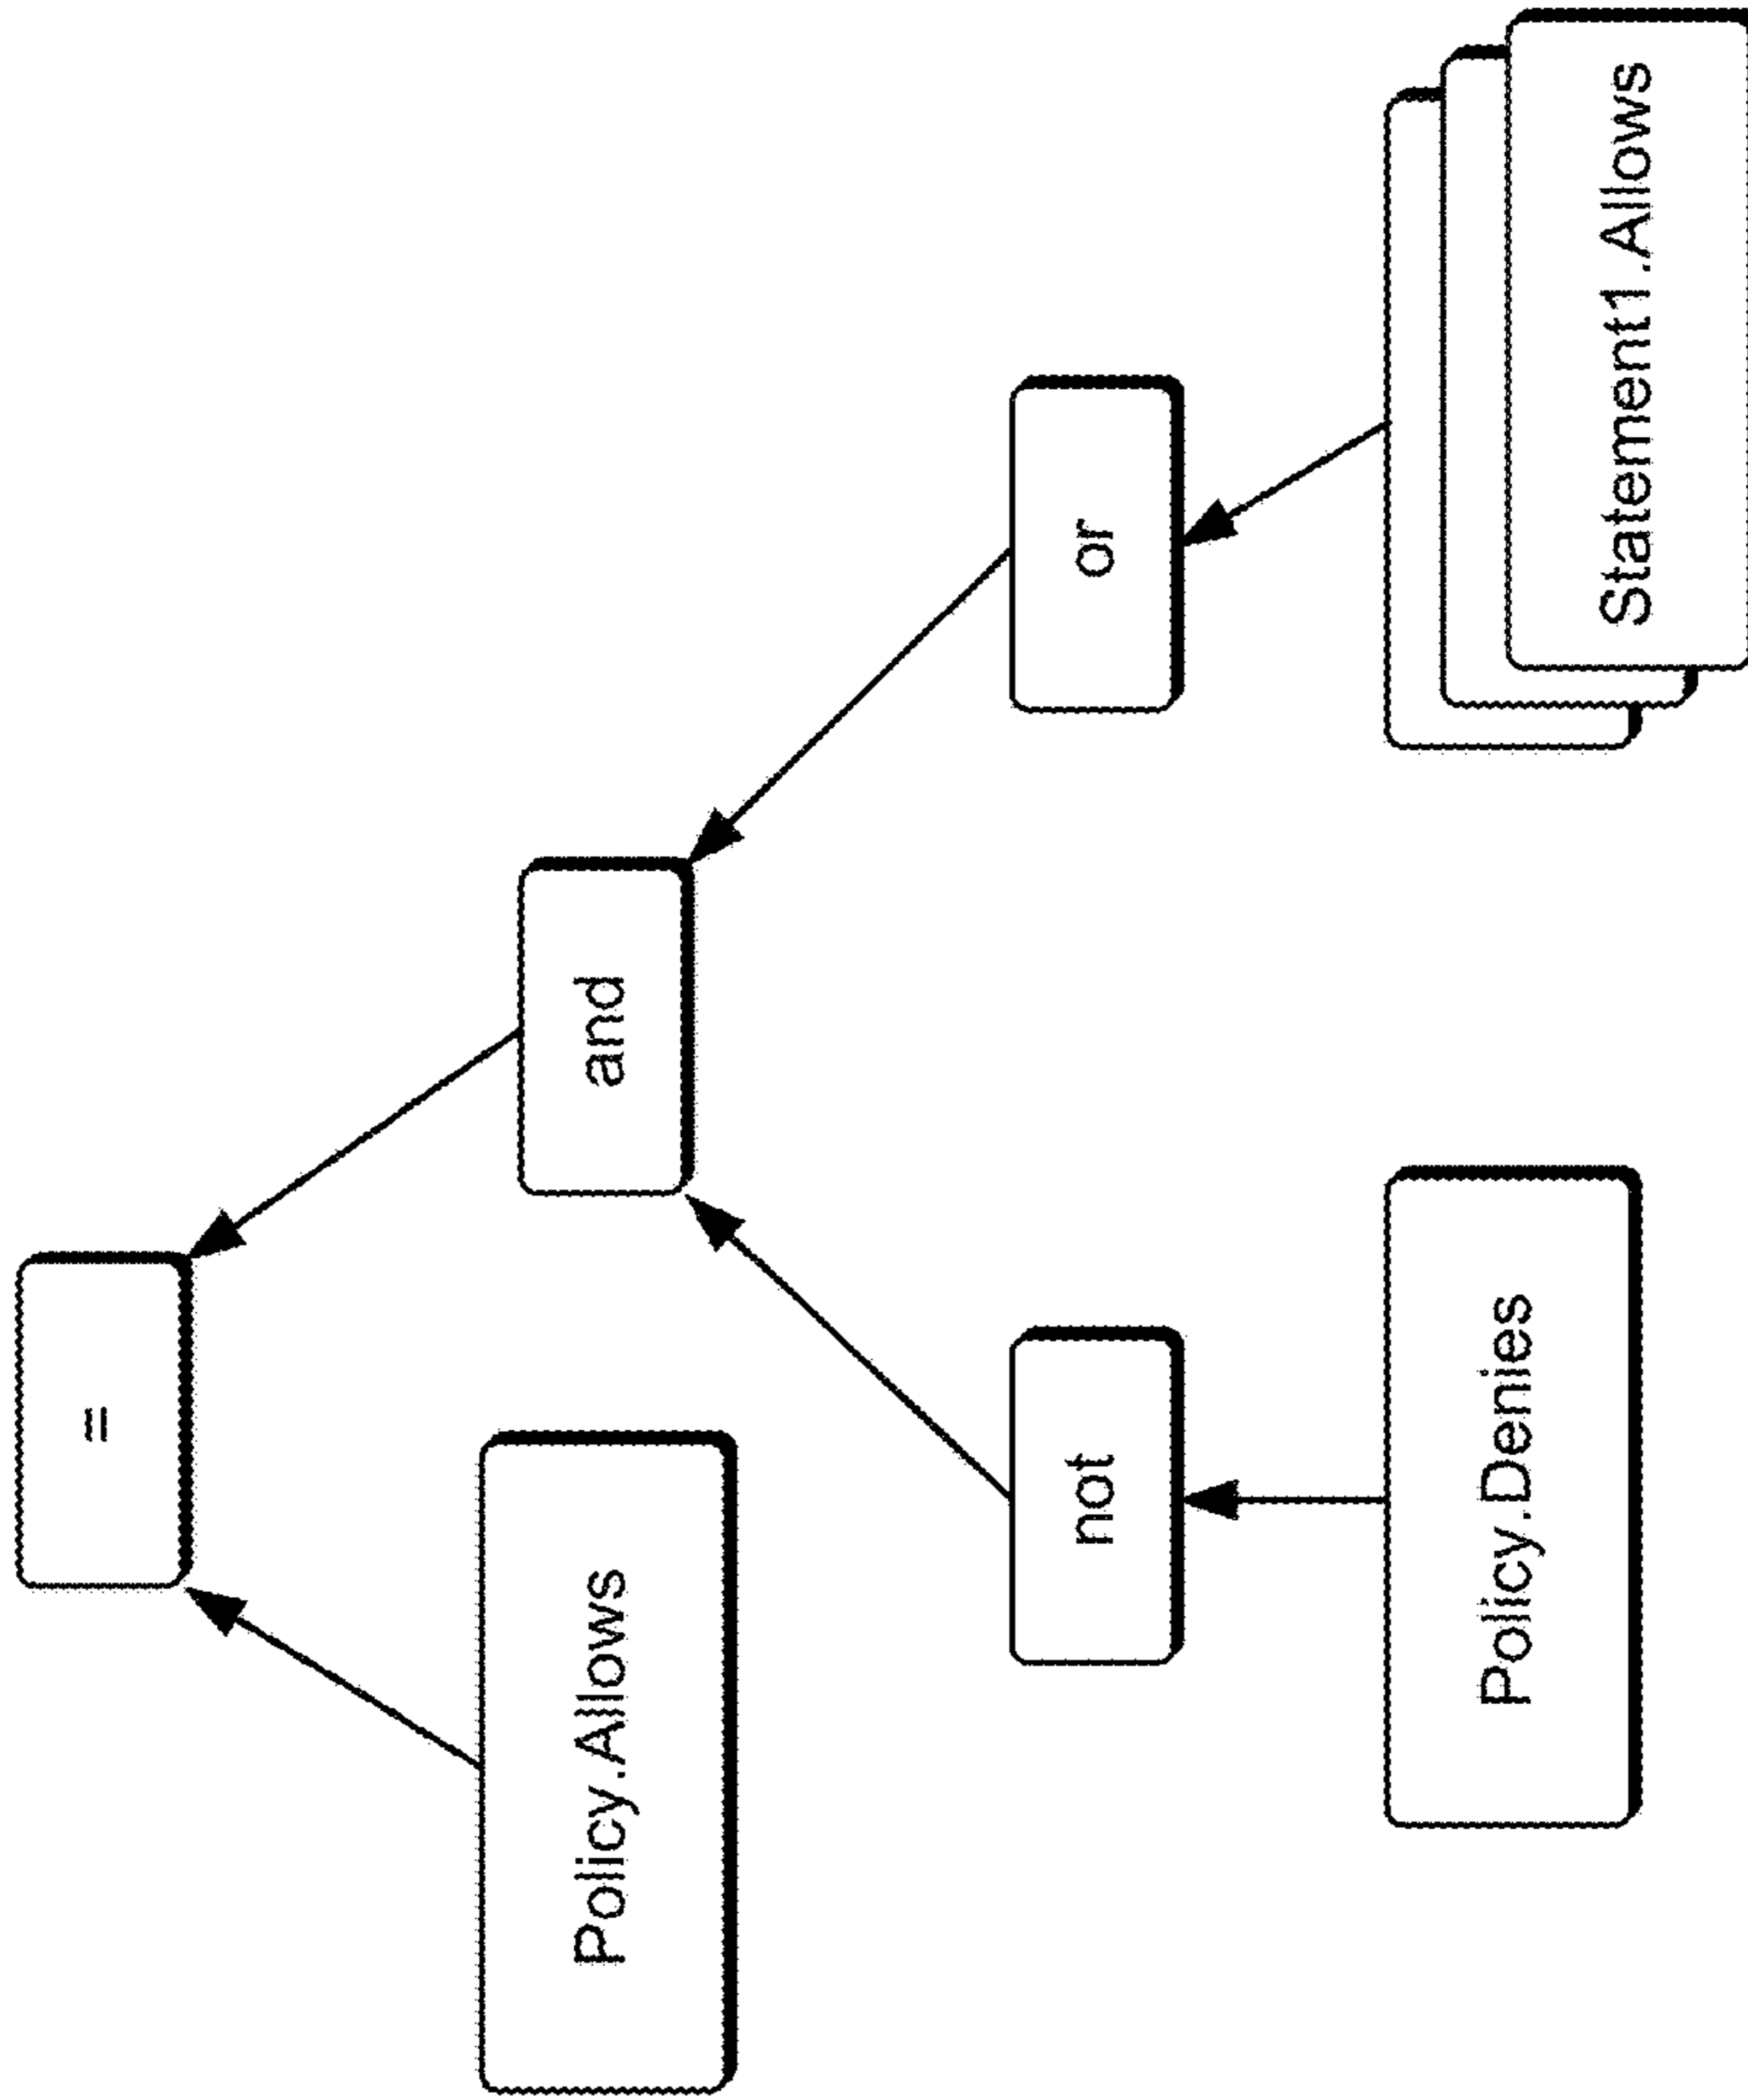 =
Policy.Allows
and
not
or
Policy.Denies
Statement1.Allows